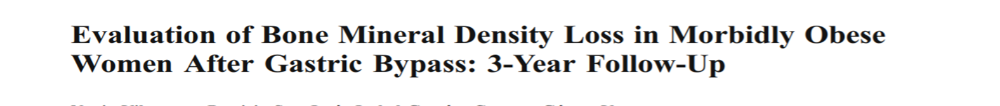 Evaluation of Bone Mineral Density Loss in Morbidly Obese
Women After Gastric Bypass: 3-Year Follow-Up